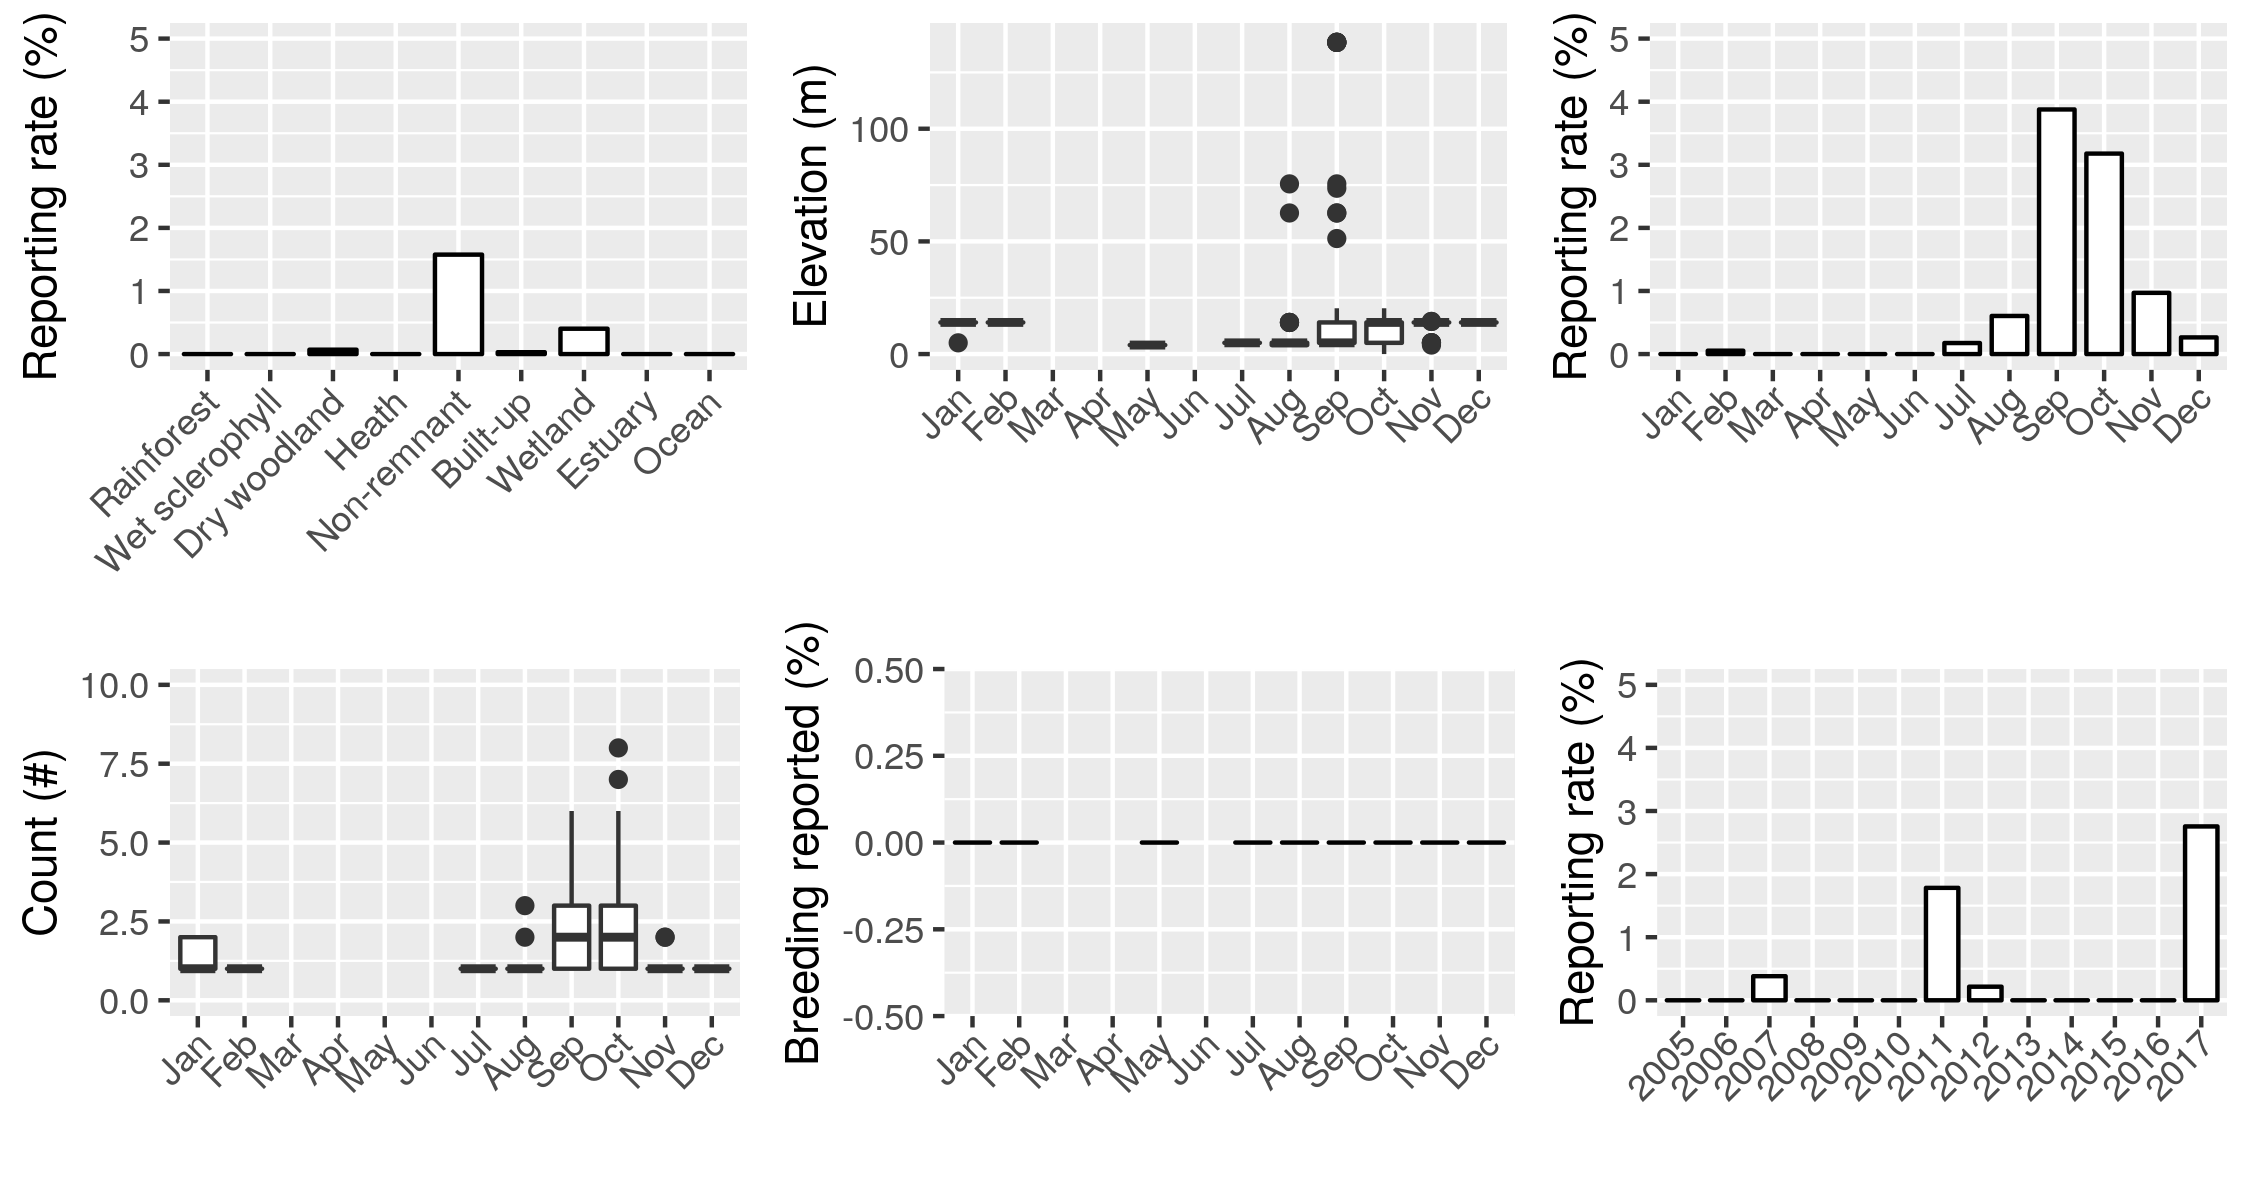 Reporting rate (%)
5
4
3
2
1
0
Rainforest
Wet sclerophyll
Dry woodland
Heath
Non-remnant
Built-up
Wetland
Estuary
Ocean
Elevation (m)
100
50
0
Jan
Feb
Mar
Apr
May
Jun
Jul
Aug
Sep
Oct
Nov
Dec
Reporting rate (%)
5
4
3
2
1
0
Jan
Feb
Mar
Apr
May
Jun
Jul
Aug
Sep
Oct
Nov
Dec
Count (#)
10.0
7.5
5.0
2.5
0.0
Jan
Feb
Mar
Apr
May
Jun
Jul
Aug
Sep
Oct
Nov
Dec
Breeding reported (%)
0.50
0.25
0.00
-0.25
-0.50
Jan
Feb
Mar
Apr
May
Jun
Jul
Aug
Sep
Oct
Nov
Dec
Reporting rate (%)
5
4
3
2
1
0
2005
2006
2007
2008
2009
2010
2011
2012
2013
2014
2015
2016
2017